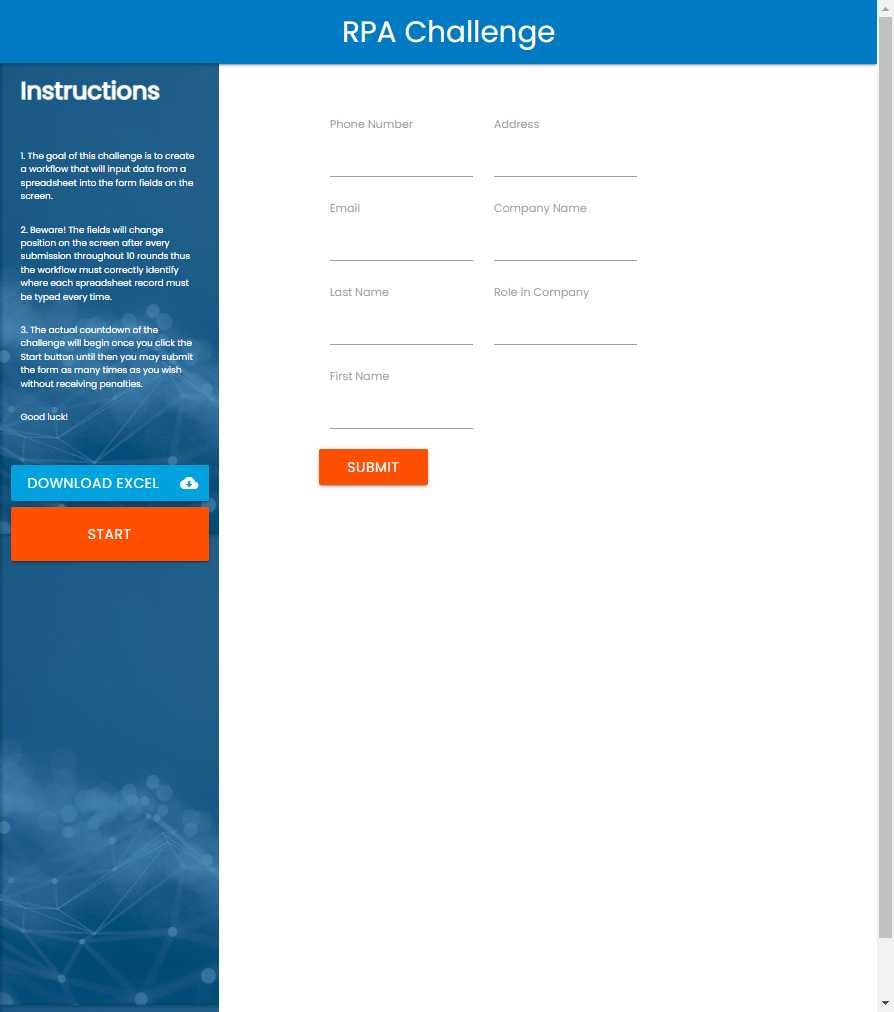 RPA Challenge
Instructions
1. The goal of this challenge is to create
a workflow that will input data from a
spreadsheet into the form fields on the
screen.
2. Beware! The fields will change
position on the screen after every
submission throughout 10 rounds thus
the workflow must correctly identify
where each spreadsheet record must
be typed every time.
3. The actual countdown of the
challenge will begin once you click the
Start button until then you may submit
the form as many times as you wish
without receiving penalties.
Good luck!
DOWNLOAD EXCEL
START
Phone Number
Address
Email
Company Name
Last Name
Role in Company
First Name
SUBMIT